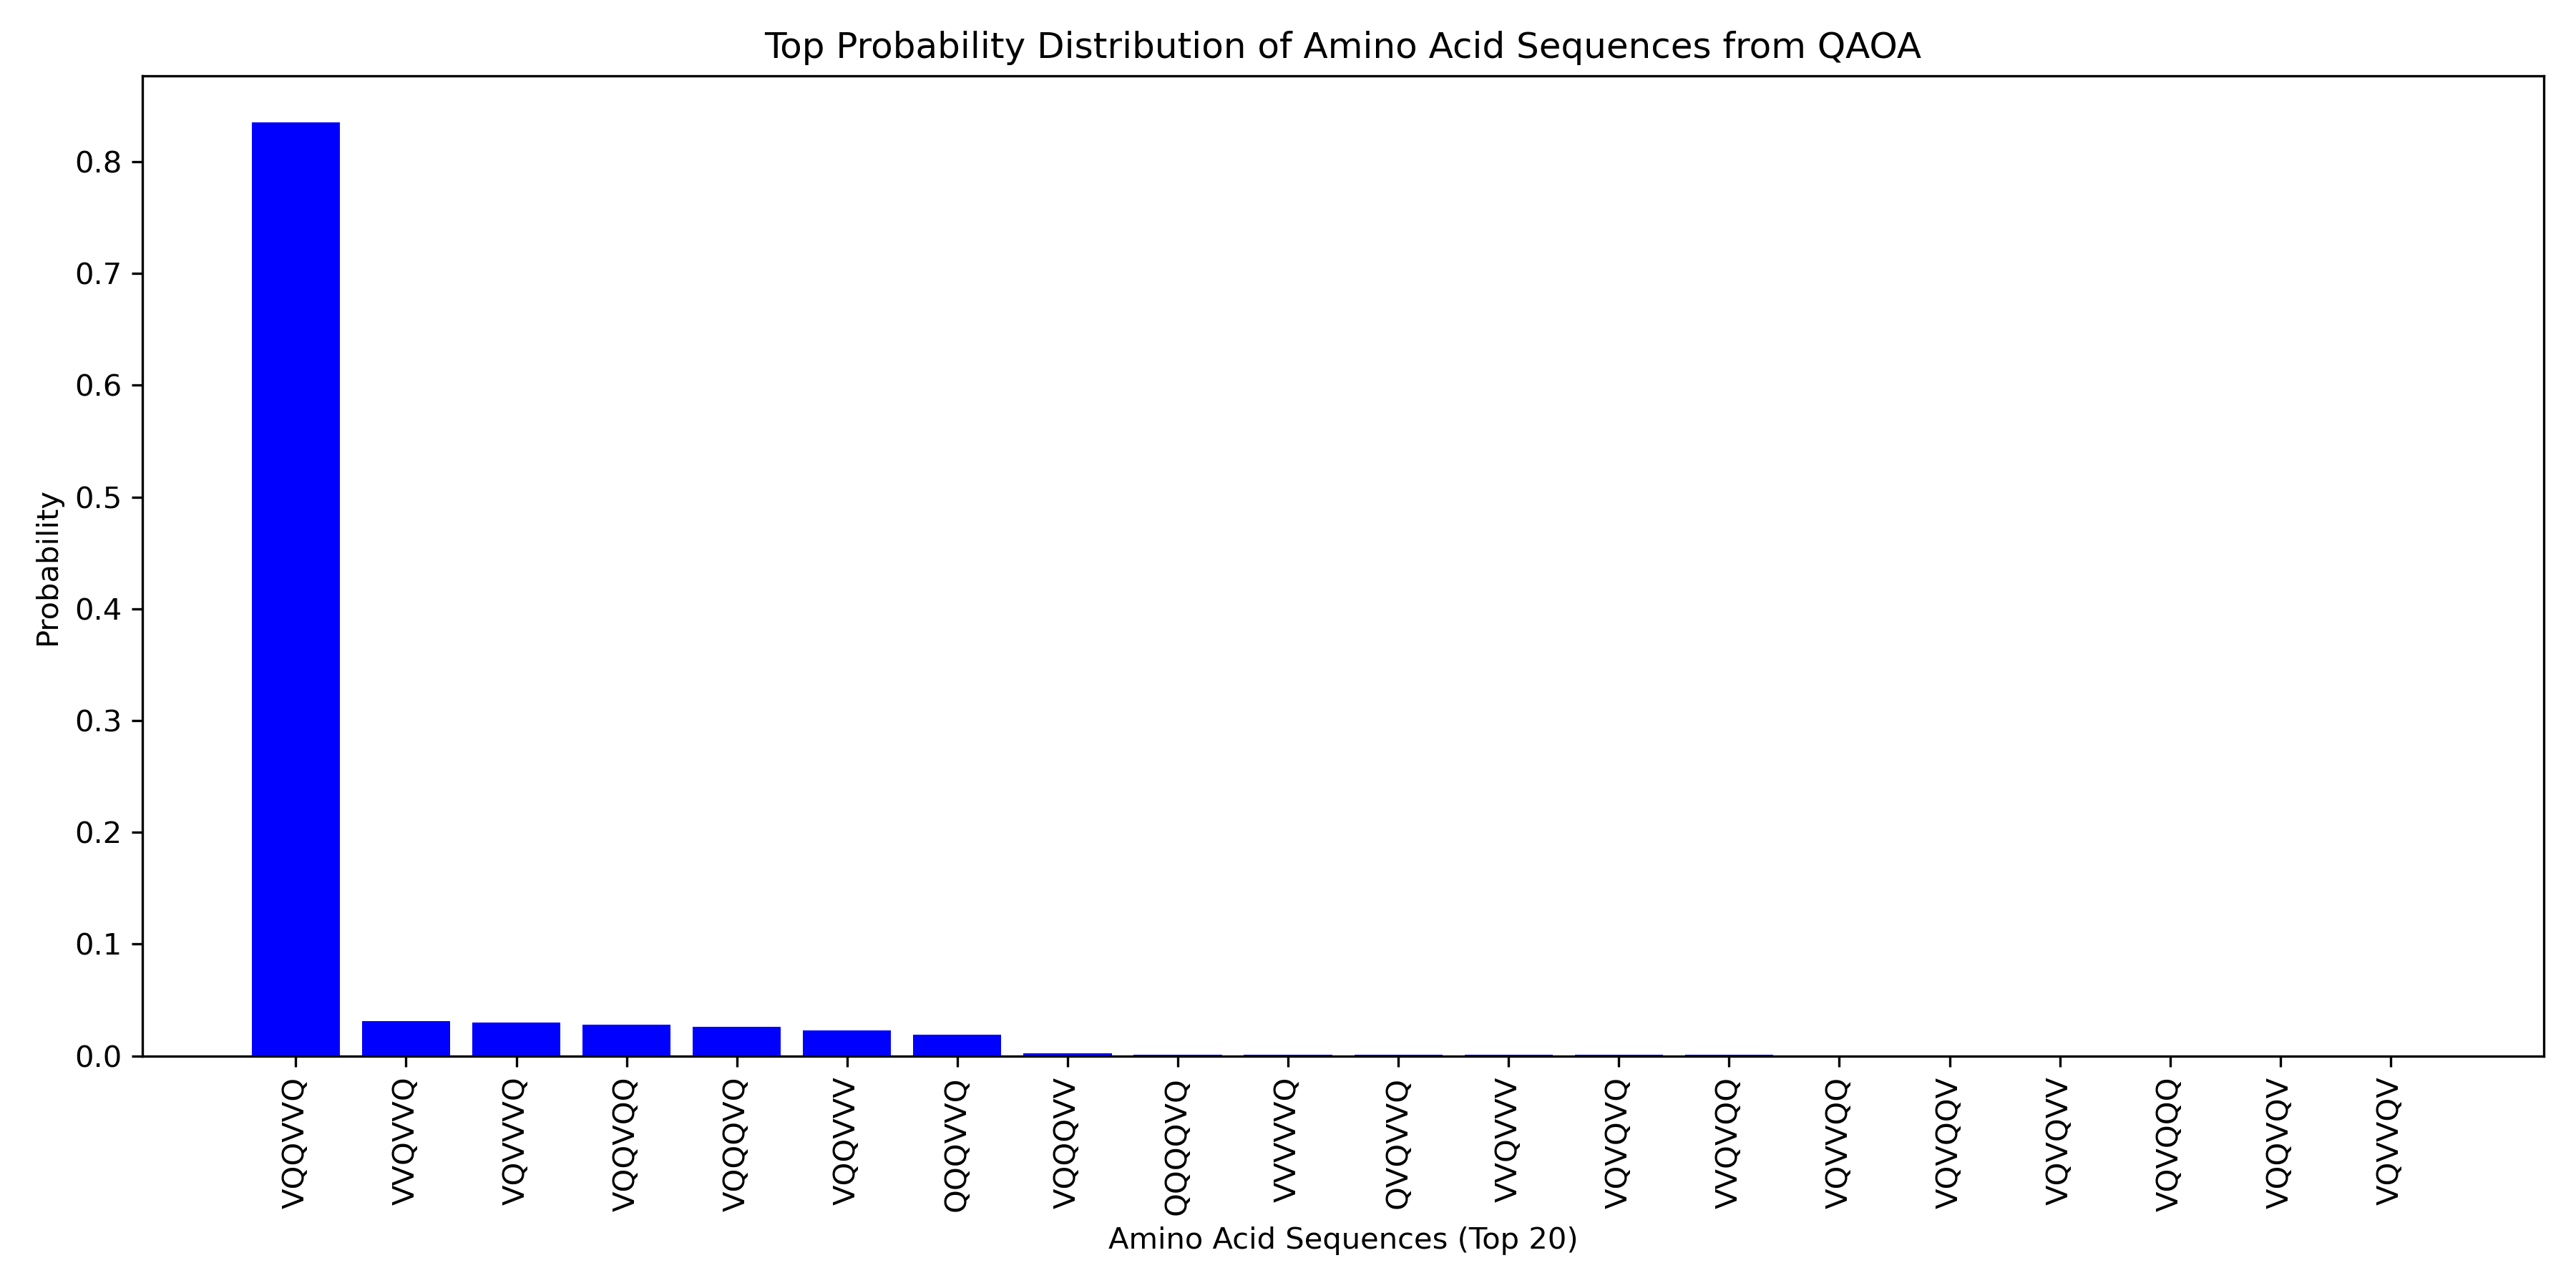 Top Probability Distribution of Amino Acid Sequences from QAOA
Probability
0.8
0.7
0.6
0.5
0.4
0.3
0.2
0.1
0.0
VQQVVQ
VVQVVQ
VQVVVQ
VQQVQQ
VQQQVQ
VQQVVV
QQQVVQ
VQQQVV
QQQQVQ
VVVVVQ
QVQVVQ
VVQVVV
VQVQVQ
VVQVQQ
VQVVQQ
VQVQQV
VQVQVV
VQVQQQ
VQQVQV
VQVVQV
Amino Acid Sequences (Top 20)